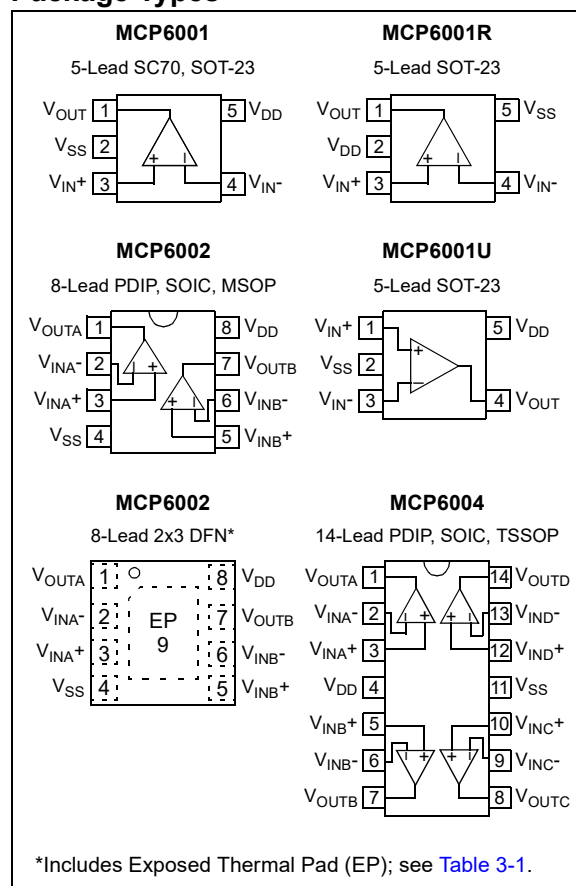 Package Types
MCP6001
5-Lead SC70, SOT-23
VOUT 1
5 VDD
VSS 2
VIN+ 3
4 VIN-
+ –
MCP6001R
5-Lead SOT-23
VOUT 1
5 VSS
VDD 2
VIN+ 3
4 VIN-
+ –
MCP6002
8-Lead PDIP, SOIC, MSOP
VOUTA 1
8 VDD
VINA- 2
7 VOUTB
– +
VINA+ 3
6 VINB-
+ –
VSS 4
5 VINB+
MCP6001U
5-Lead SOT-23
VIN+ 1
5 VDD
+
VSS 2
–
VIN- 3
4 VOUT
MCP6002
8-Lead 2x3 DFN*
VOUTA 1
8 VDD
VINA- 2
EP
7 VOUTB
VINA+ 3
9
6 VINB-
VSS 4
5 VINB+
MCP6004
14-Lead PDIP, SOIC, TSSOP
VOUTA 1
14 VOUTD
VINA- 2
– + + –
13 VIND-
VINA+ 3
12 VIND+
VDD 4
11 VSS
VINB+ 5
10 VINC+
VINB- 6
– + + –
9 VINC-
VOUTB 7
8 VOUTC
*Includes Exposed Thermal Pad (EP); see Table 3-1.